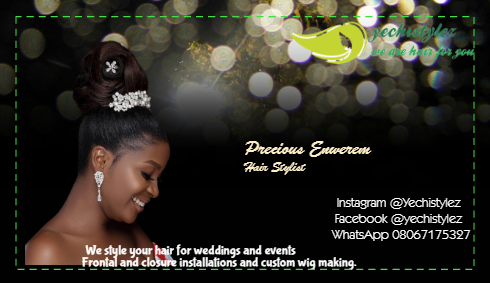 yechistylez
we are hair for you
Precious Enwerem
Hair Stylist
Instagram @Yechistylez
Facebook @yechistylez
WhatsApp 08067175327
We style your hair for weddings and events
Frontal and closure installations and custom wig making.